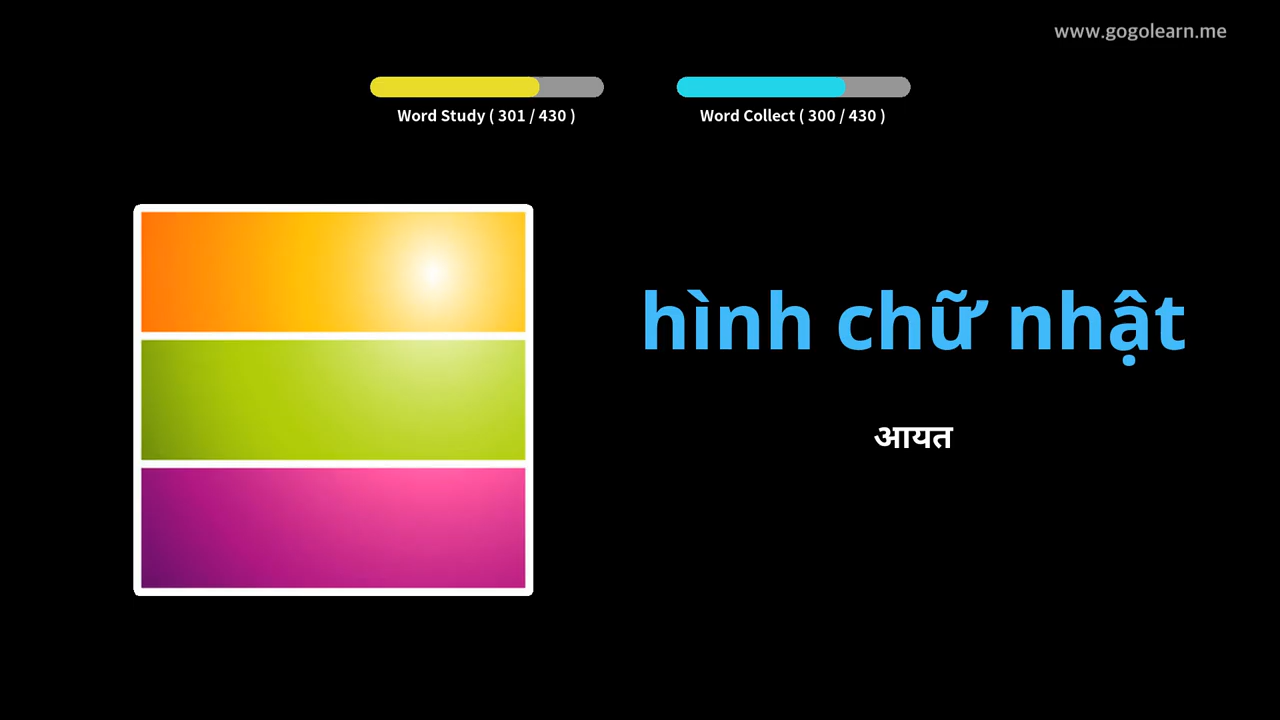 www.gogolearn.me
Word Study ( 301 / 430 )
Word Collect ( 300 / 430 )
hình chữ nhật
आयत